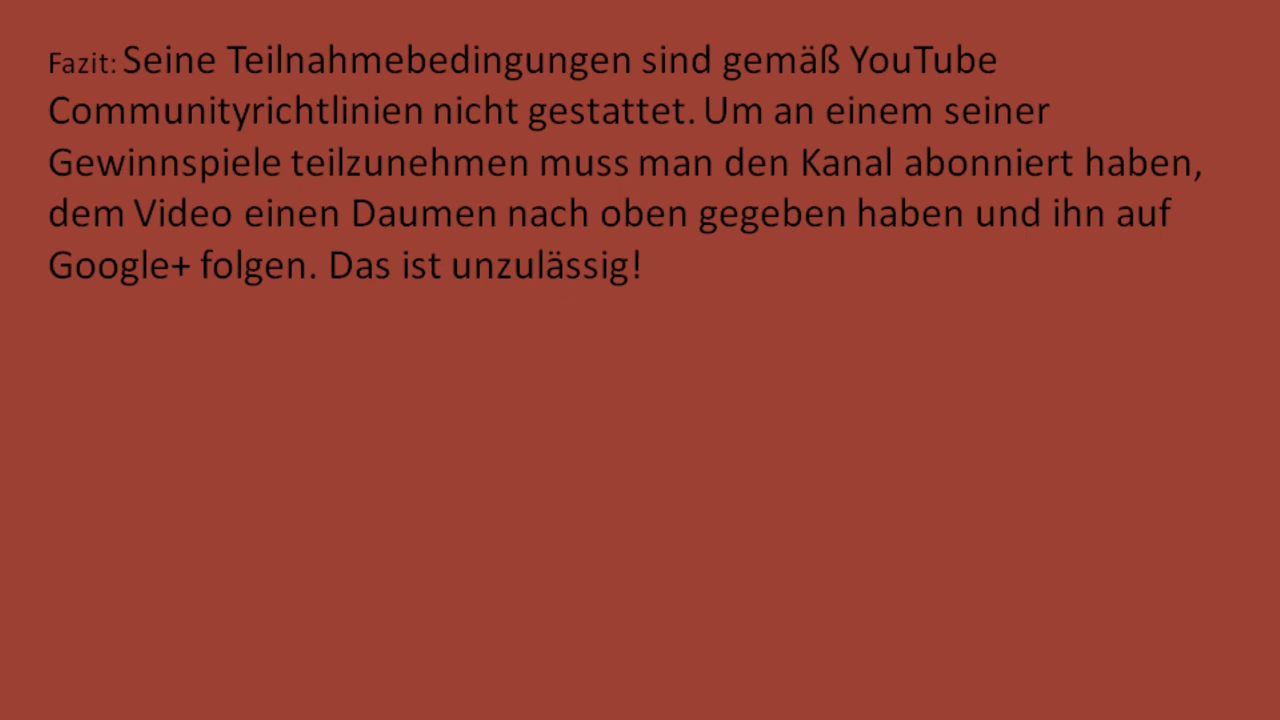 Fazit: Seine Teilnahmebedingungen sind gemäß YouTube
Communityrichtlinien nicht gestattet. Um an einem seiner
Gewinnspiele teilzunehmen muss man den Kanal abonniert haben,
dem Video einen Daumen nach oben gegeben haben und ihn auf
Google+ folgen. Das ist unzulässig!